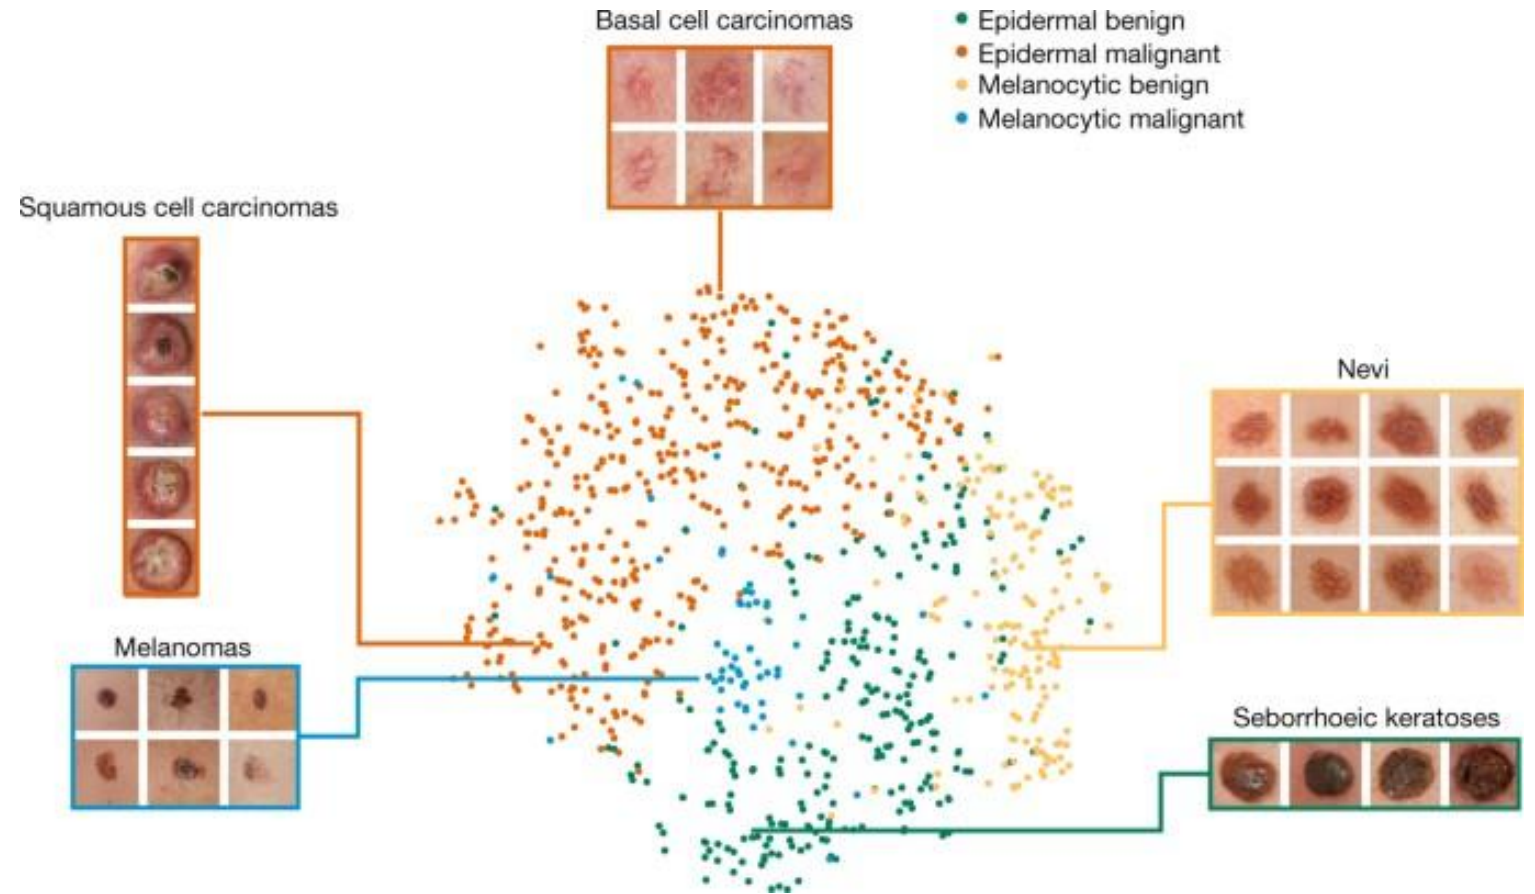 Basal cell carcinomas
Epidermal benign
Epidermal malignant
Melanocytic benign
Melanocytic malignant
Squamous cell carcinomas
Nevi
Melanomas
Seborrhoeic keratoses